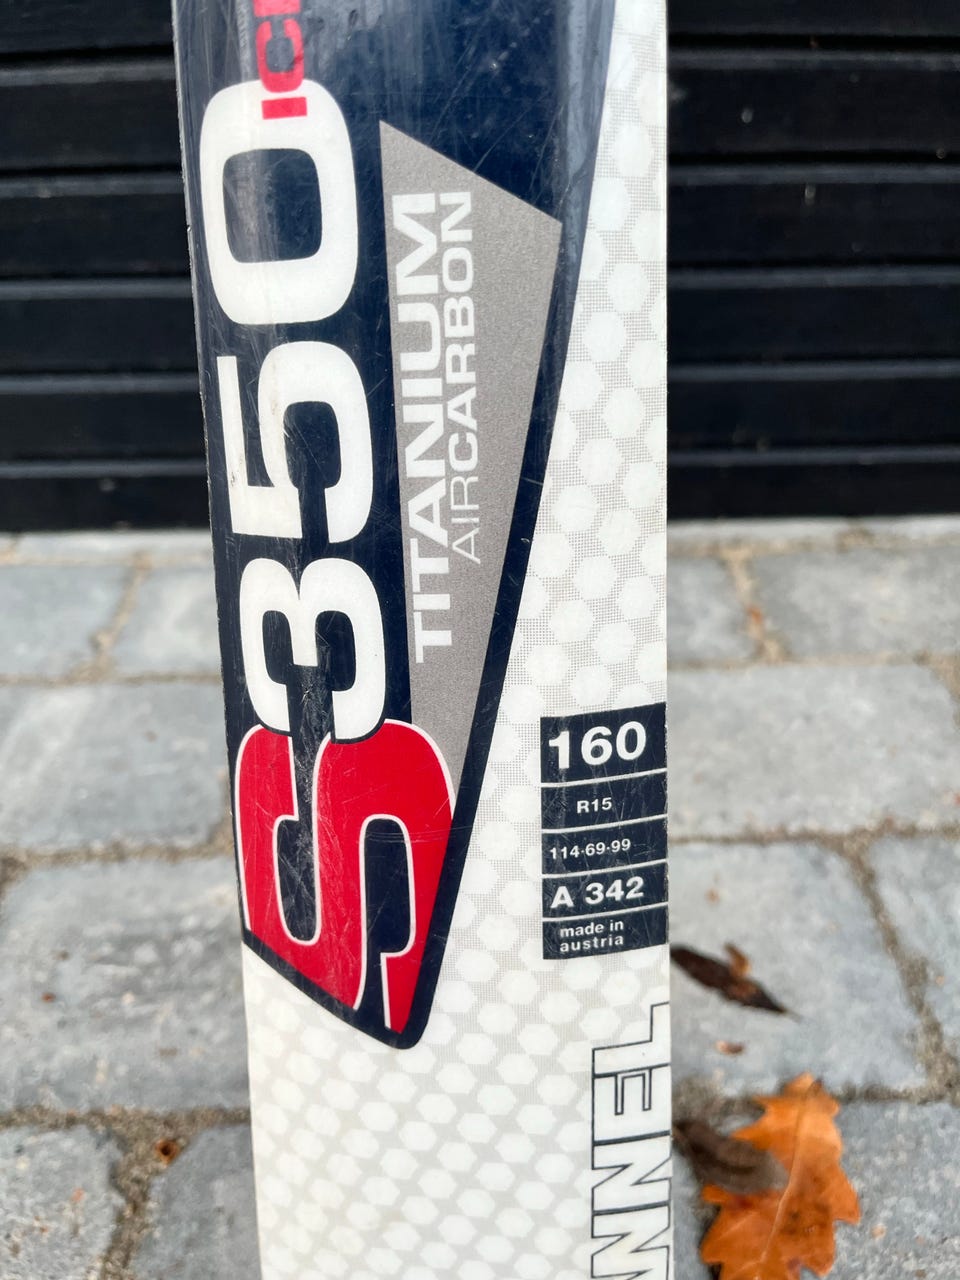 S350
TITANIUM
AIRCARBON
160
R15
114-69-99
A 342
made in
austria